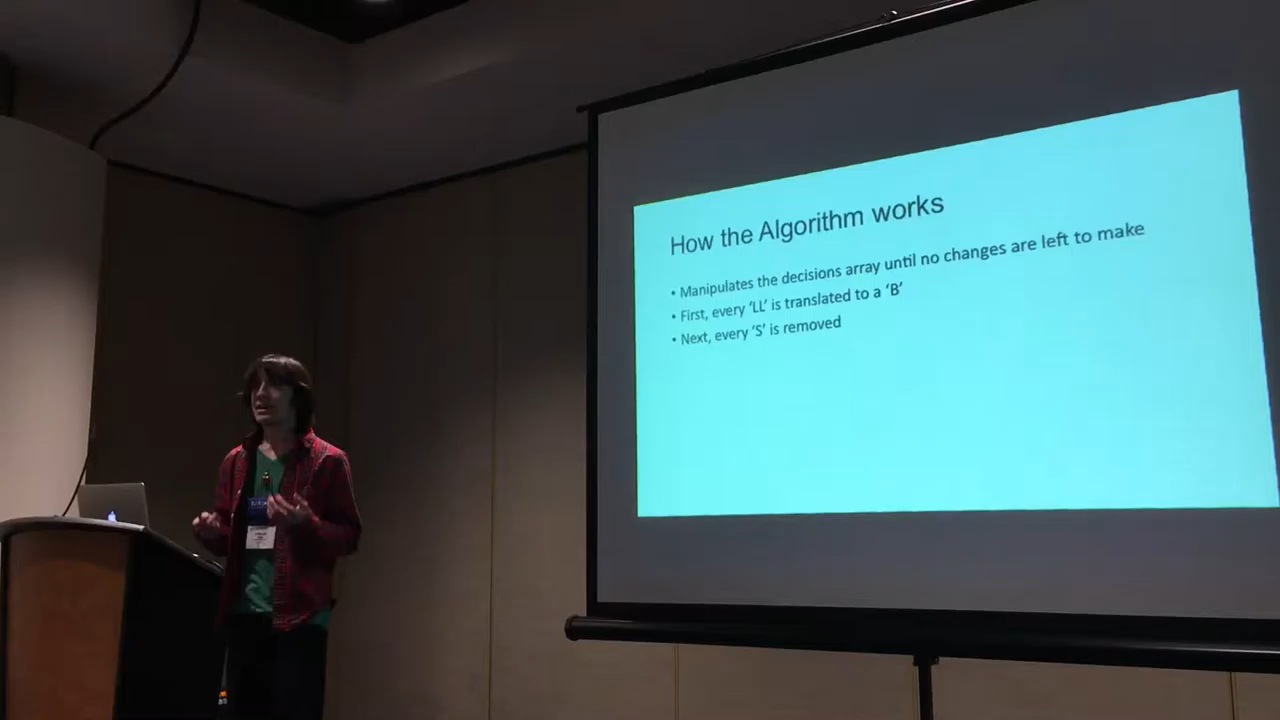 How the Algorithm works
• Manipulates the decisions array until no changes are left to make
• First, every ‘LL’ is translated to a ‘B’
• Next, every ‘S’ is removed